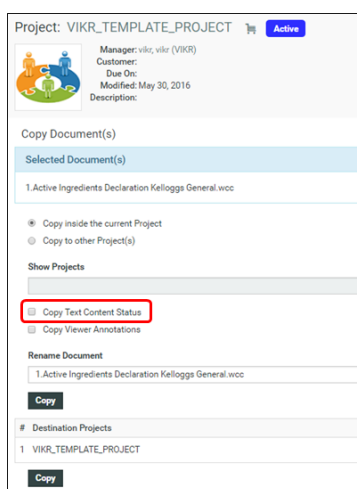 Project: VIKR_TEMPLATE_PROJECT Active
Manager: vikr, vikr (VIKR)
Customer:
Due On:
Modified: May 30, 2016
Description:
Copy Document(s)
Selected Document(s)
1.Active Ingredients Declaration Kelloggs General.wcc
Copy inside the current Project
Copy to other Project(s)
Show Projects
Copy Text Content Status
Copy Viewer Annotations
Rename Document
1.Active Ingredients Declaration Kelloggs General.wcc
Copy
# Destination Projects
1 VIKR_TEMPLATE_PROJECT
Copy